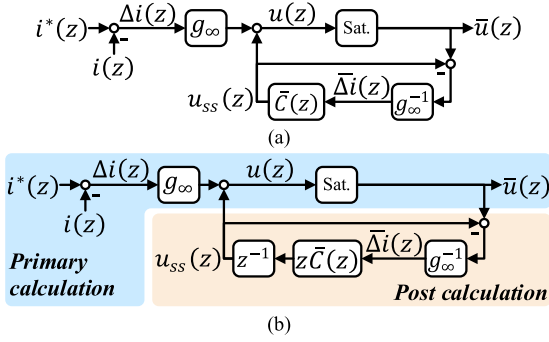 i*(z) Δi(z) g∞ u(z) Sat. ū(z)
-
i(z) -
u_ss(z) C̄(z) Δ̄i(z) g∞⁻¹
(a)
i*(z) Δi(z) g∞ u(z) Sat. ū(z)
-
i(z) -
u_ss(z) z⁻¹ zC̄(z) Δ̄i(z) g∞⁻¹
Primary
calculation
Post calculation
(b)